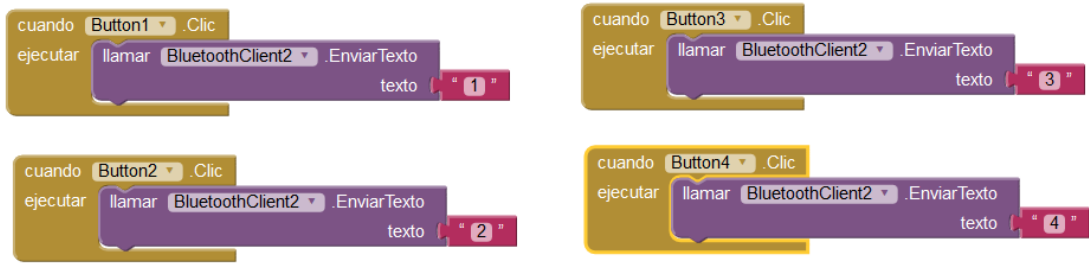 cuando Button1 .Clic
ejecutar llamar BluetoothClient2 .EnviarTexto
texto " 1 "
cuando Button3 .Clic
ejecutar llamar BluetoothClient2 .EnviarTexto
texto " 3 "
cuando Button2 .Clic
ejecutar llamar BluetoothClient2 .EnviarTexto
texto " 2 "
cuando Button4 .Clic
ejecutar llamar BluetoothClient2 .EnviarTexto
texto " 4 "